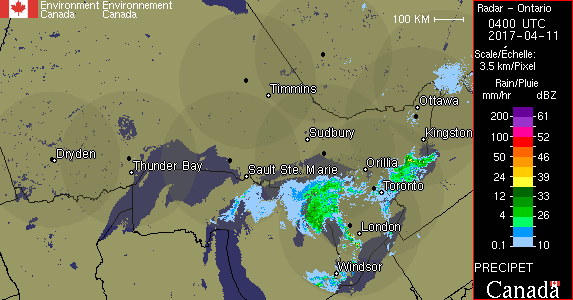 Environment Environnement
Canada Canada
100 KM
Timmins
Ottawa
Sudbury
Kingston
Dryden
Thunder Bay
Sault Ste. Marie
Orillia
Toronto
London
Windsor
Radar - Ontario
0400 UTC
2017-04-11
Scale/Échelle:
3.5 km/Pixel
Rain/Pluie
mm/hr dBZ
200 61
100 52
50 46
24 39
12 33
4 26
0.1 10
PRECIPET
Canada